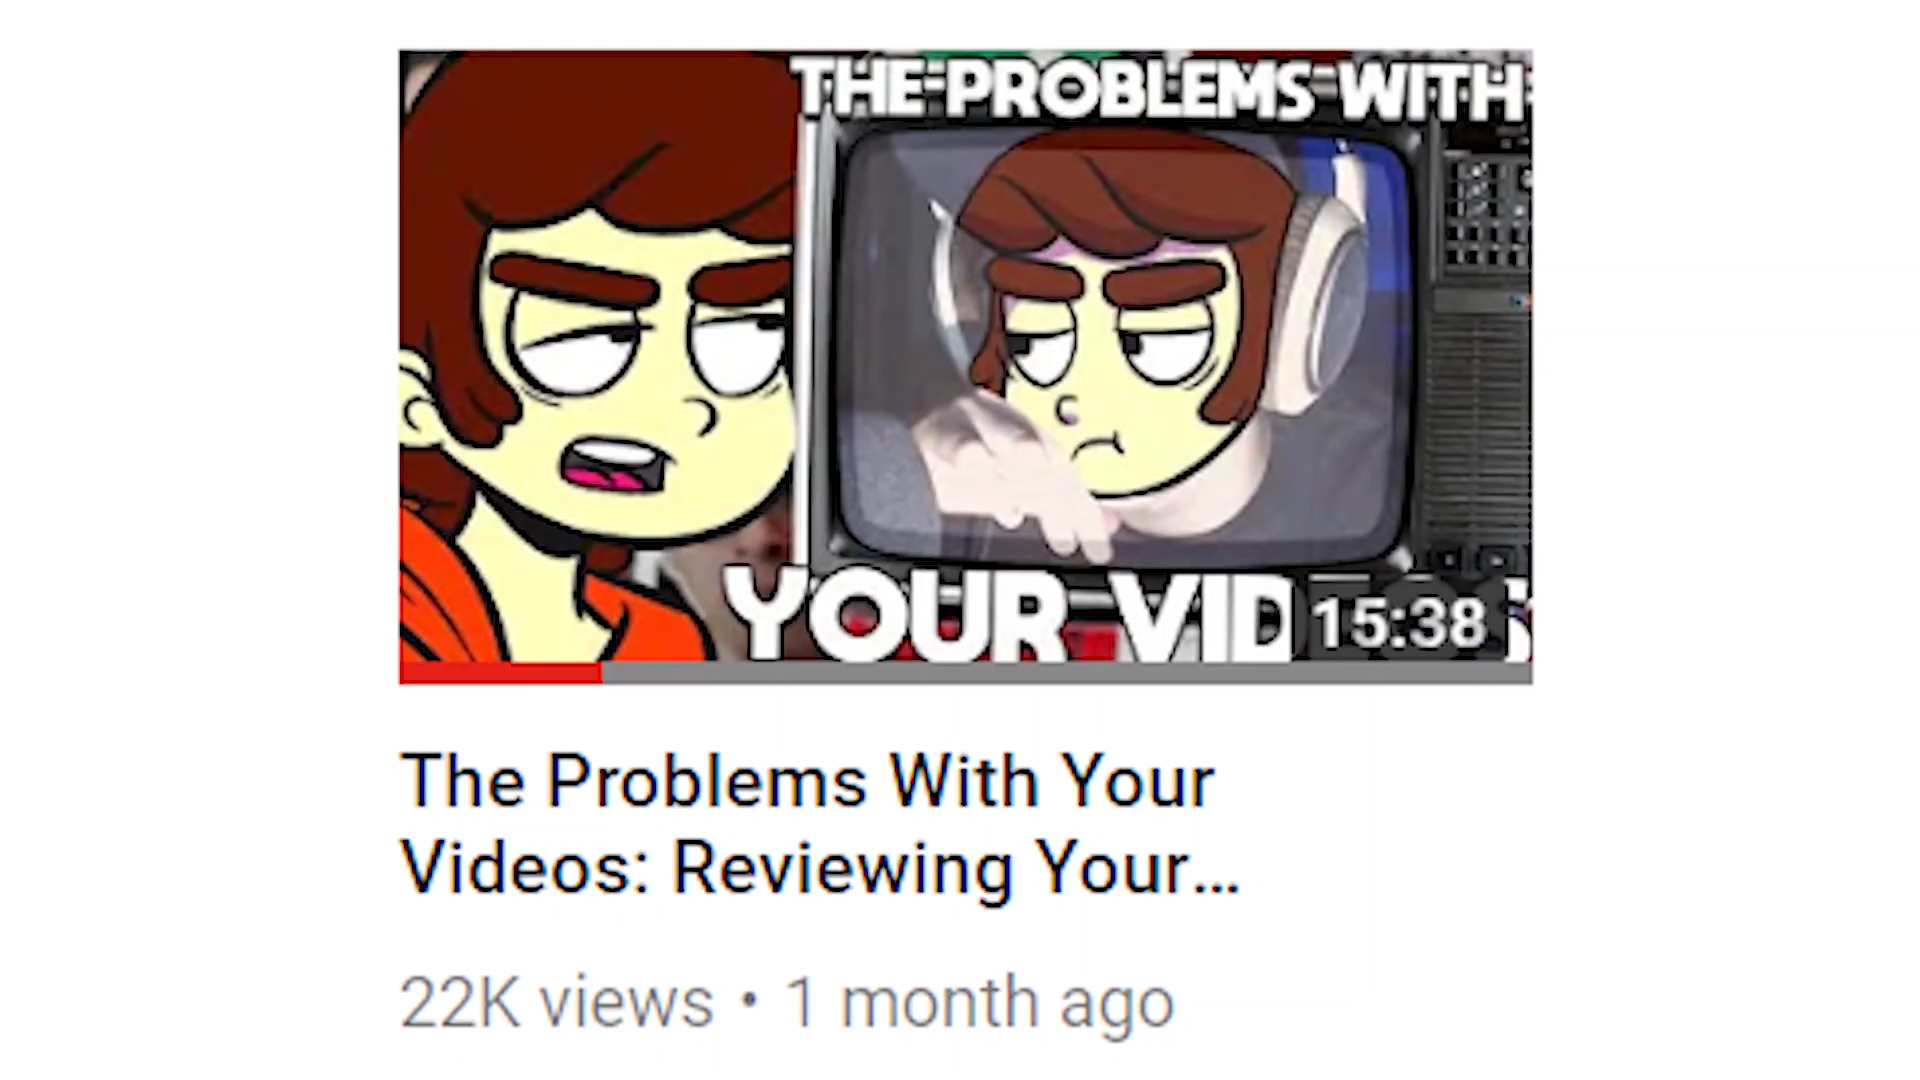 THE PROBLEMS WITH
YOUR VID
15:38
The Problems With Your
Videos: Reviewing Your...
22K views • 1 month ago